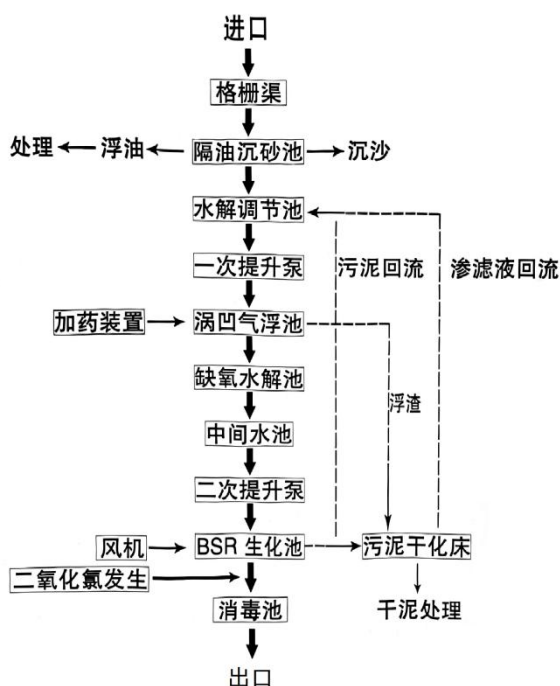 进口
格栅渠
处理 浮油 隔油沉砂池 沉沙
水解调节池
一次提升泵 污泥回流 渗滤液回流
加药装置 涡凹气浮池
缺氧水解池
浮渣
中间水池
二次提升泵
风机 BSR 生化池 污泥干化床
二氧化氯发生
消毒池 干泥处理
出口